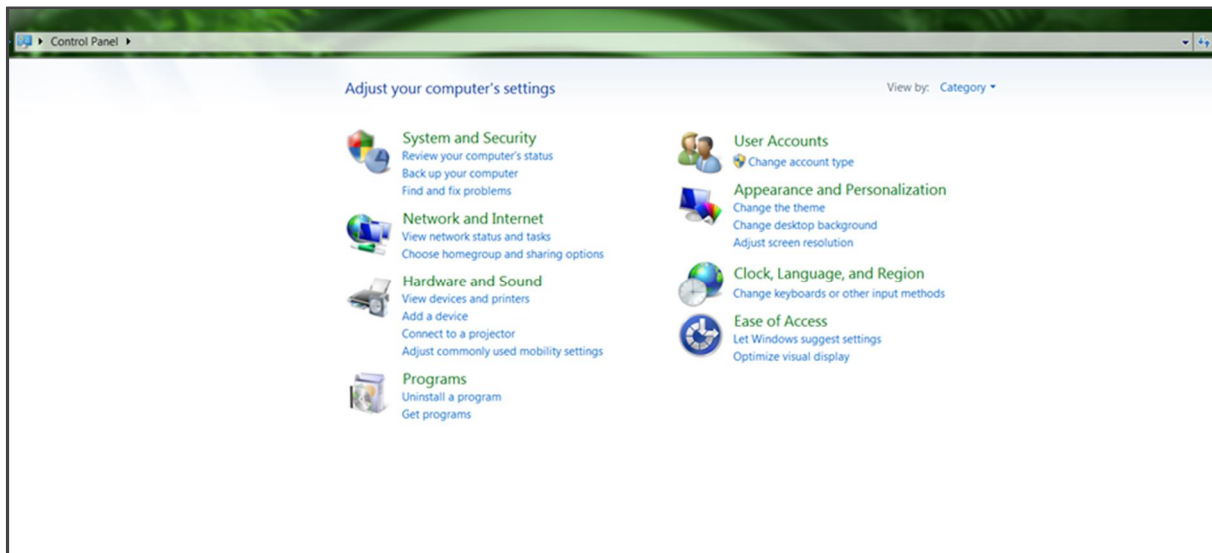 Control Panel
Adjust your computer's settings
View by: Category
System and Security
Review your computer's status
Back up your computer
Find and fix problems
Network and Internet
View network status and tasks
Choose homegroup and sharing options
Hardware and Sound
View devices and printers
Add a device
Connect to a projector
Adjust commonly used mobility settings
Programs
Uninstall a program
Get programs
User Accounts
Change account type
Appearance and Personalization
Change the theme
Change desktop background
Adjust screen resolution
Clock, Language, and Region
Change keyboards or other input methods
Ease of Access
Let Windows suggest settings
Optimize visual display